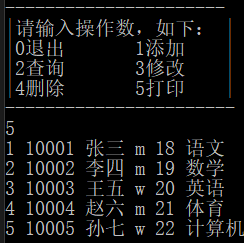 ------------------------
|请输入操作数，如下： |
|0退出 1添加 |
|2查询 3修改 |
|4删除 5打印 |
------------------------
5
1 10001 张三 m 18 语文
2 10002 李四 m 19 数学
3 10003 王五 w 20 英语
4 10004 赵六 m 21 体育
5 10005 孙七 w 22 计算机